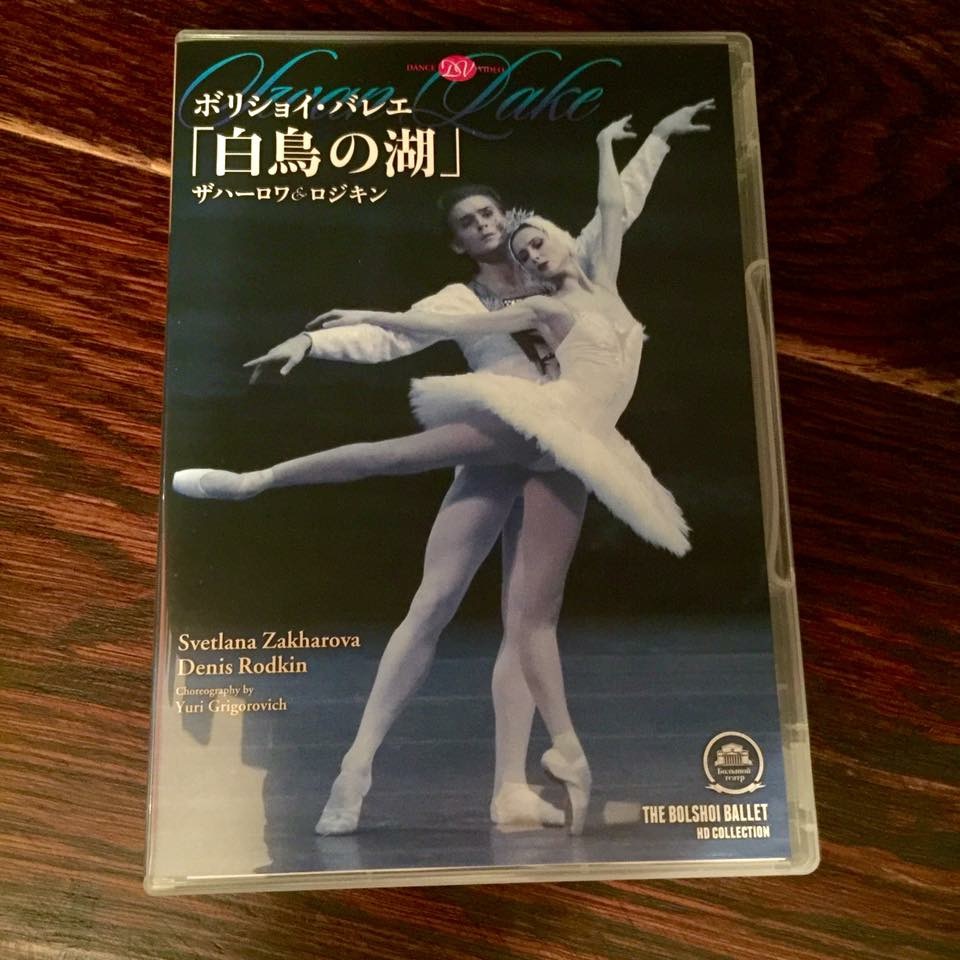 Swan Lake
DANCE DV VIDEO
ボリショイ・バレエ
「白鳥の湖」
ザハーロワ&ロジキン
Svetlana Zakharova
Denis Rodkin
Choreography by
Yuri Grigorovich
Большой
театр
THE BOLSHOI BALLET
HD COLLECTION